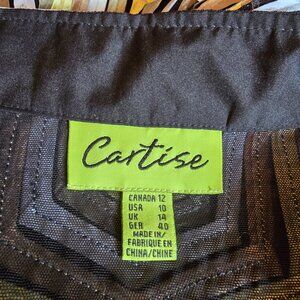 Cartise
CANADA 12
USA 10
UK 14
GER 40
MADE IN/
FABRIQUE EN
CHINA/CHINE